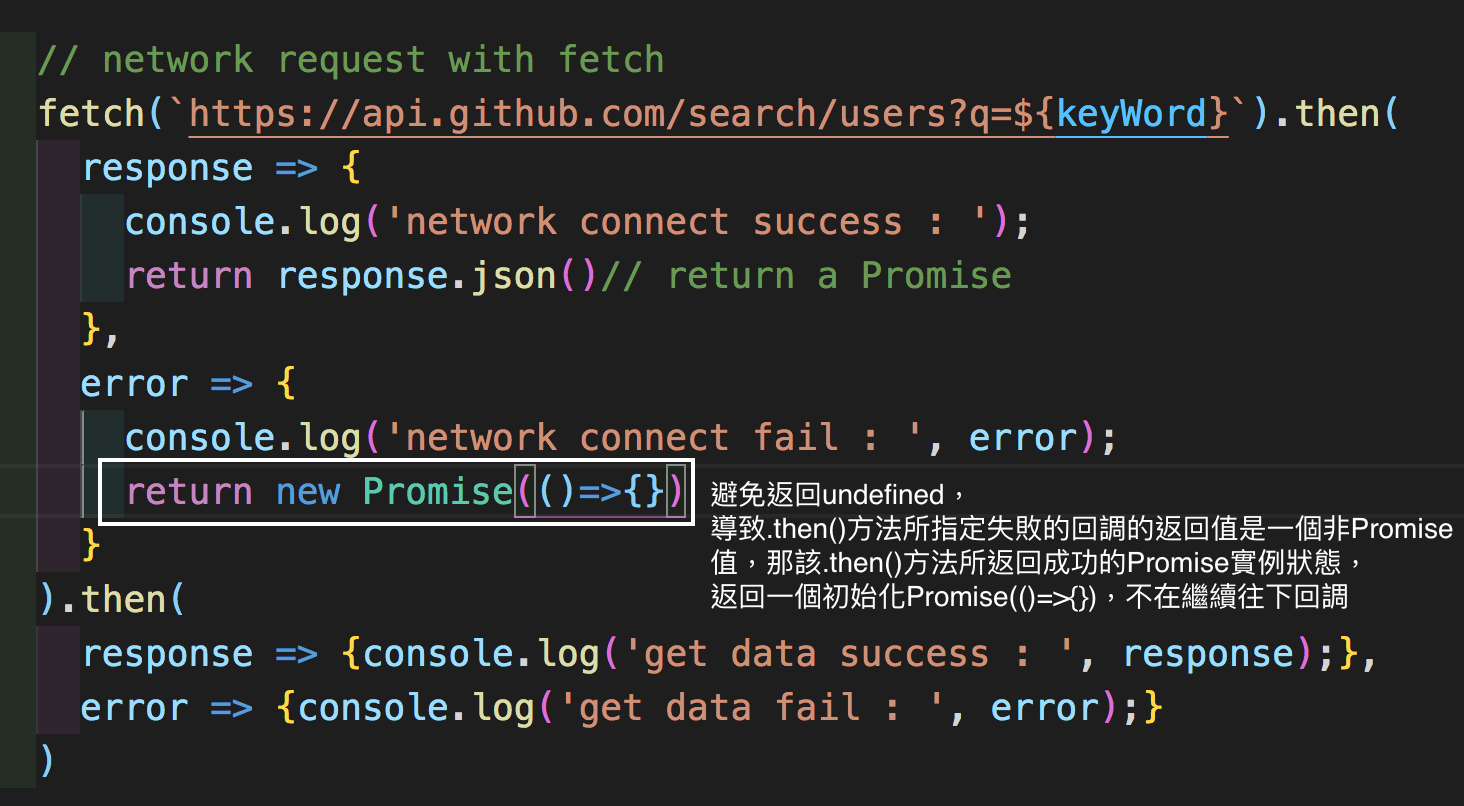 // network request with fetch
fetch(`https://api.github.com/search/users?q=${keyWord}`).then(
response => {
console.log('network connect success : ');
return response.json()// return a Promise
},
error => {
console.log('network connect fail : ', error);
return new Promise(()=>{})
避免返回undefined，
導致.then()方法所指定失敗的回調的返回值是一個非Promise
值，那該.then()方法所返回成功的Promise實例狀態，
返回一個初始化Promise(()=>{})，不在繼續往下回調
}
).then(
response => {console.log('get data success : ', response);},
error => {console.log('get data fail : ', error);}
)